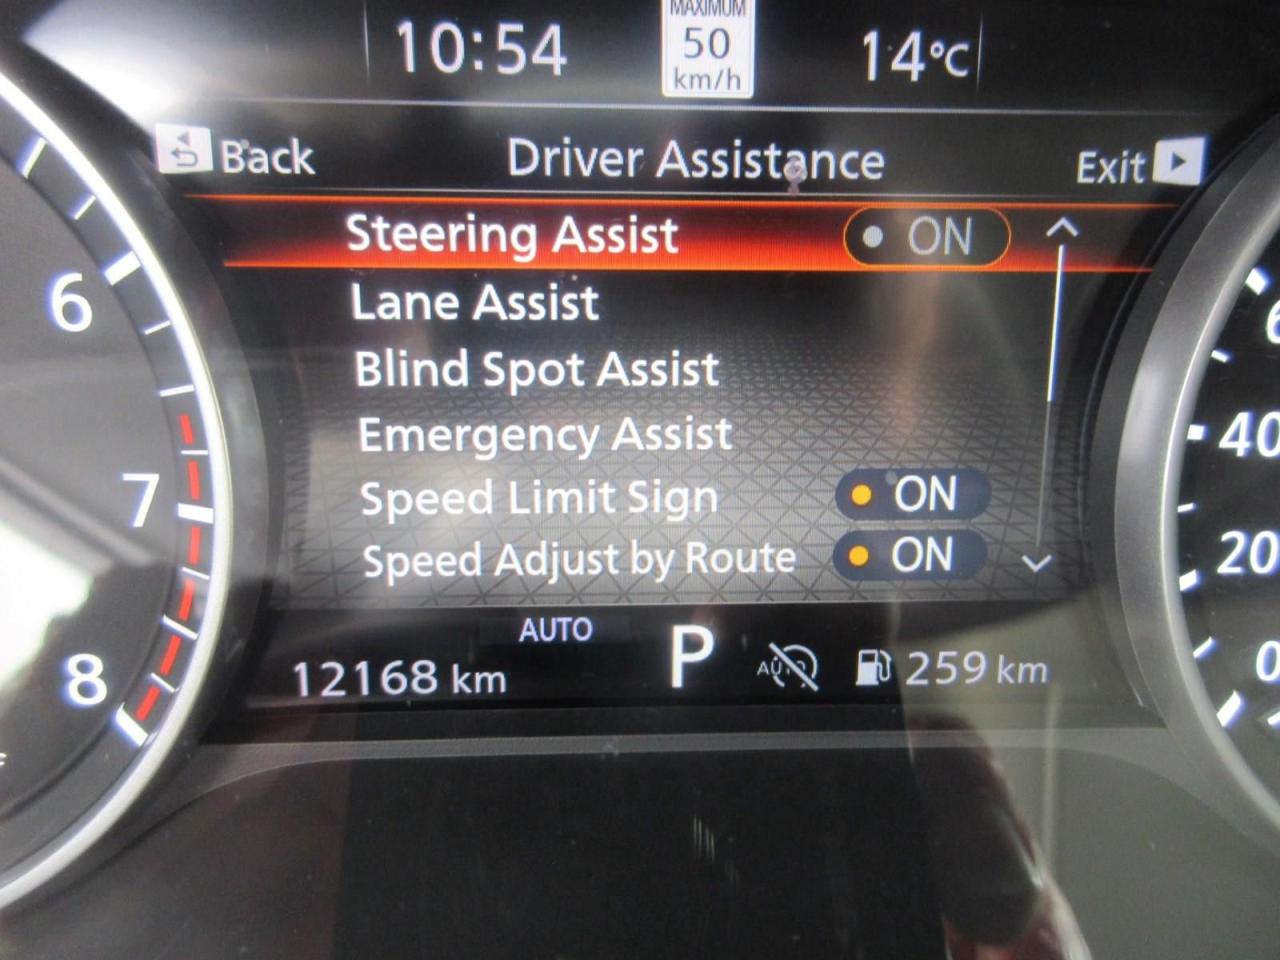 10:54
MAXIMUM
50
km/h
14°C
Back
Driver Assistance
Exit
Steering Assist ON
Lane Assist
Blind Spot Assist
Emergency Assist
Speed Limit Sign ON
Speed Adjust by Route ON
AUTO
12168 km
P
AUTO
259 km
6
7
8
40
20
0